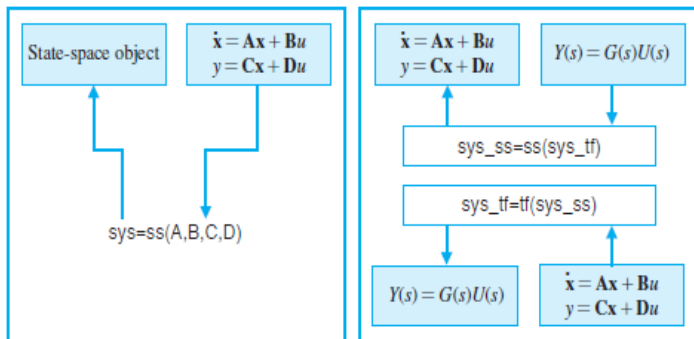 State-space object
ẋ = Ax + Bu
y = Cx + Du
sys=ss(A,B,C,D)
ẋ = Ax + Bu
y = Cx + Du
Y(s) = G(s)U(s)
sys_ss=ss(sys_tf)
sys_tf=tf(sys_ss)
Y(s) = G(s)U(s)
ẋ = Ax + Bu
y = Cx + Du